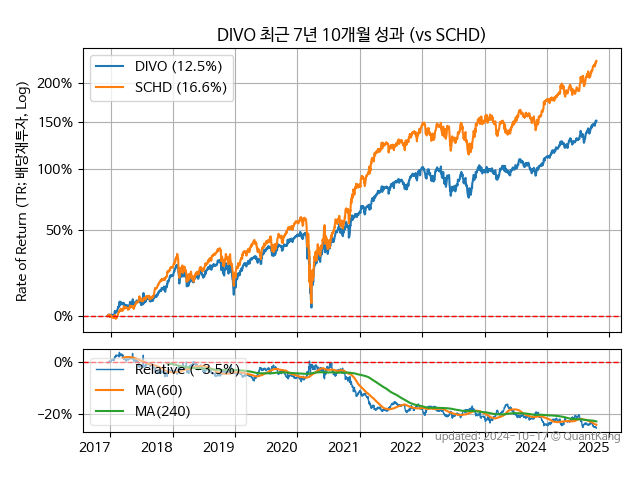 DIVO 최근 7년 10개월 성과 (vs SCHD)
Rate of Return (TR: 배당재투자, Log)
DIVO (12.5%)
SCHD (16.6%)
200%
150%
100%
50%
0%
Relative (−3.5%)
MA(60)
MA(240)
0%
−20%
2017 2018 2019 2020 2021 2022 2023 2024 2025
updated: 2024-10-17 © QuantKang